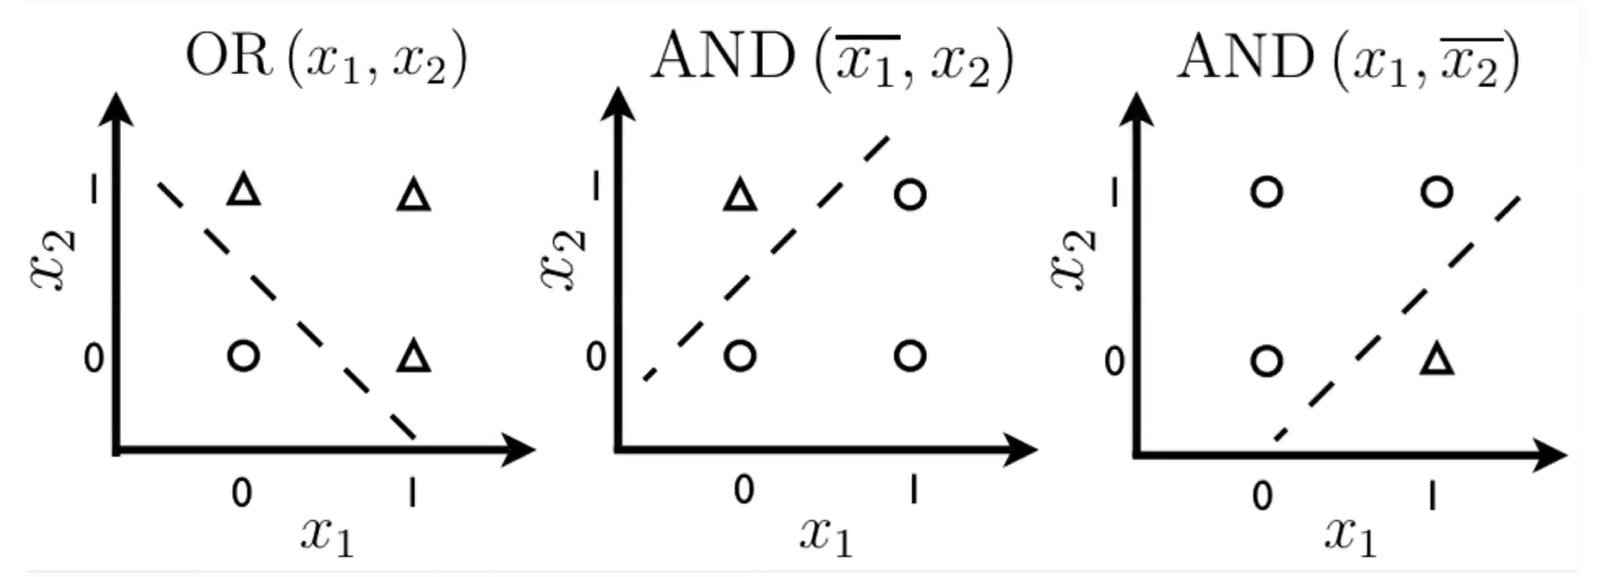 OR (x₁, x₂)
AND (x̅₁, x₂)
AND (x₁, x̅₂)
1
x₂
0
0 1
x₁
1
x₂
0
0 1
x₁
1
x₂
0
0 1
x₁